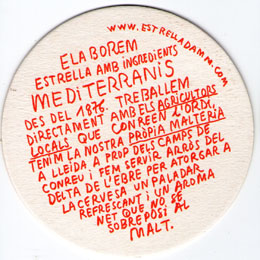 www.estrelladamm.com
ELABOREM
ESTRELLA AMB INGREDIENTS
MEDITERRANIS
DES DEL 1876. TREBALLEM
DIRECTAMENT AMB ELS AGRICULTORS
LOCALS QUE CONREEN L'ORDI,
TENIM LA NOSTRA PRÒPIA MALTERIA
A LLEIDA A PROP DELS CAMPS DE
CONREU I FEM SERVIR ARRÒS DEL
DELTA DE L'EBRE PER ATORGAR A
LA CERVESA UN PALADAR
REFRESCANT I UN AROMA
NET QUE NO SE
SOBREPOSI AL
MALT.